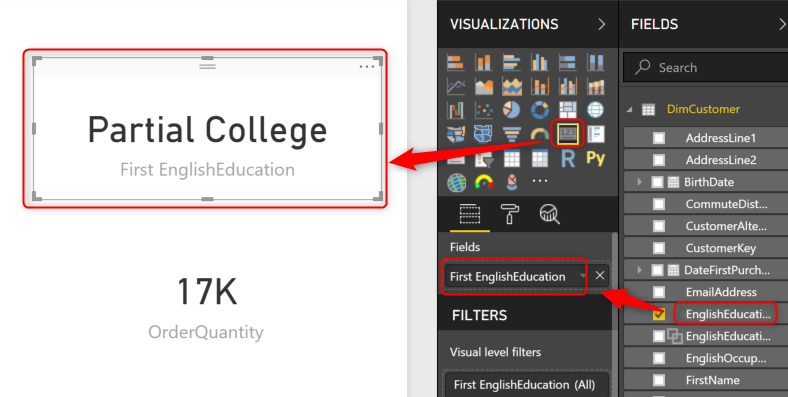 Partial College
First EnglishEducation
17K
OrderQuantity
VISUALIZATIONS
123
R
Py
Fields
First EnglishEducation
FILTERS
Visual level filters
First EnglishEducation (All)
FIELDS
Search
DimCustomer
AddressLine1
AddressLine2
BirthDate
CommuteDist...
CustomerAlte...
CustomerKey
DateFirstPurch...
EmailAddress
EnglishEducati...
EnglishEducati...
EnglishOccup...
FirstName